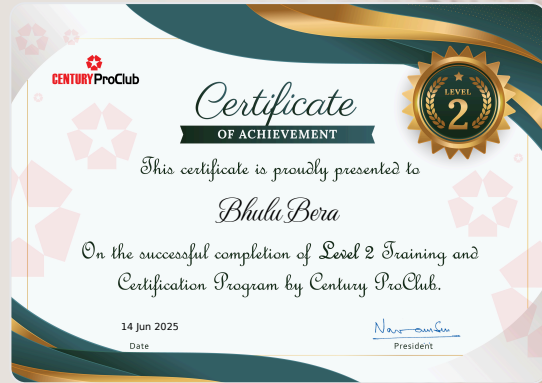 CENTURY ProClub
Certificate
OF ACHIEVEMENT
LEVEL
2
This certificate is proudly presented to
Bhulu Bera
On the successful completion of Level 2 Training and
Certification Program by Century ProClub.
14 Jun 2025
Date
President